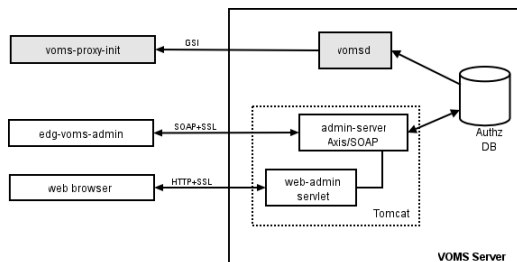 voms-proxy-init
GSI
vomsd
edg-voms-admin
SOAP+SSL
admin-server
Axis/SOAP
Authz
DB
web browser
HTTP+SSL
web-admin
servlet
Tomcat
VOMS Server